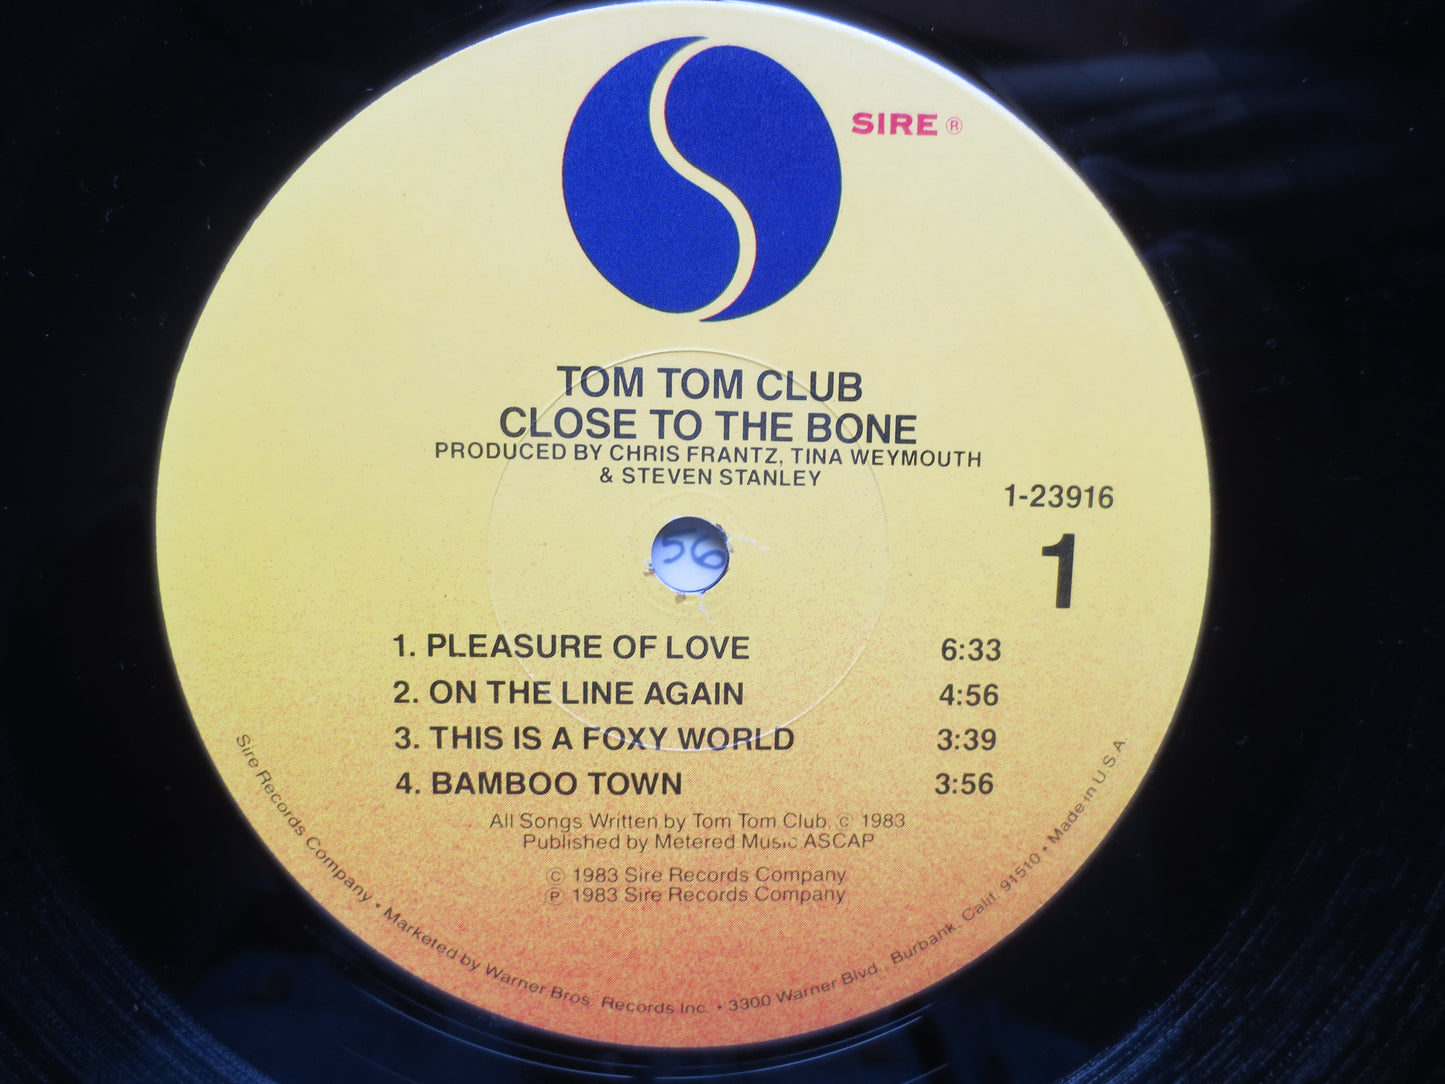 SIRE ®
TOM TOM CLUB
CLOSE TO THE BONE
PRODUCED BY CHRIS FRANTZ, TINA WEYMOUTH
& STEVEN STANLEY
1-23916
1
56
1. PLEASURE OF LOVE 6:33
2. ON THE LINE AGAIN 4:56
3. THIS IS A FOXY WORLD 3:39
4. BAMBOO TOWN 3:56
All Songs Written by Tom Tom Club, © 1983
Published by Metered Music ASCAP
© 1983 Sire Records Company
℗ 1983 Sire Records Company
Sire Records Company • Marketed by Warner Bros. Records Inc. • 3300 Warner Blvd., Burbank, Calif. 91510 • Made in U.S.A.